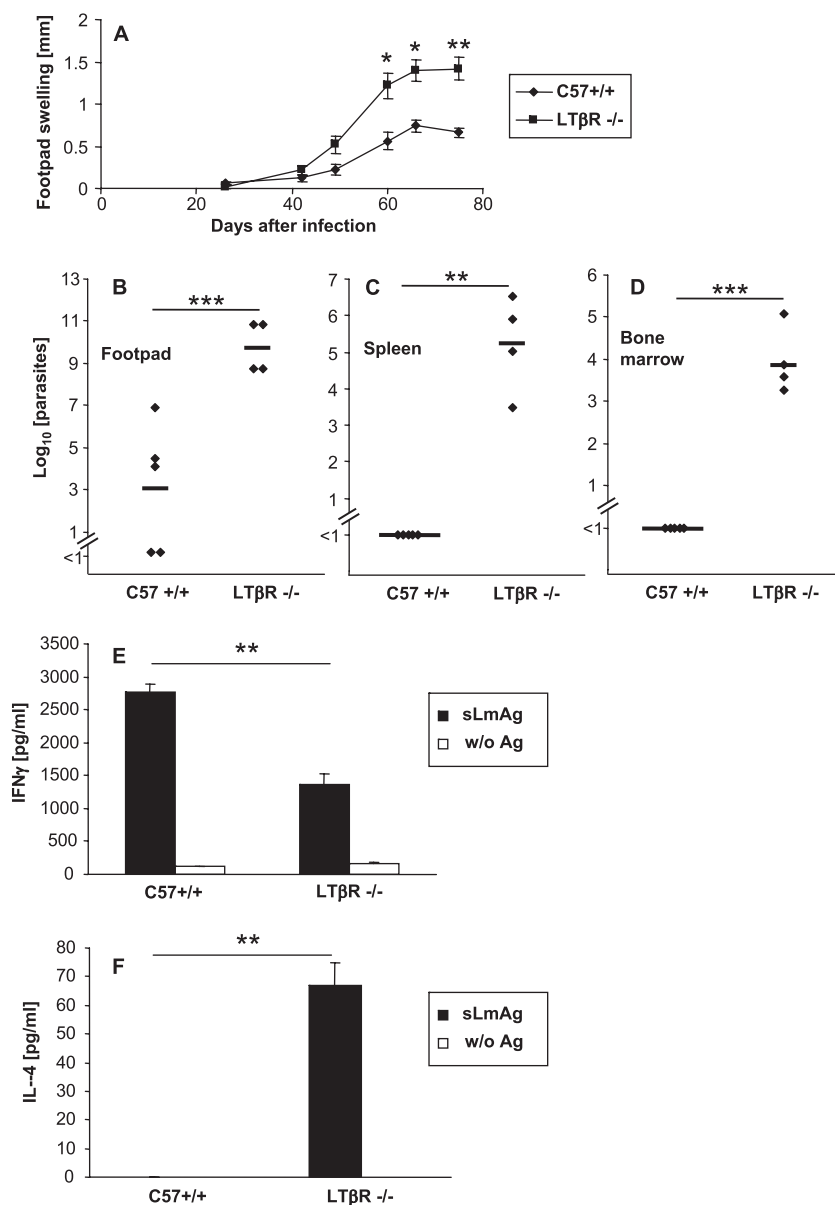 A
Footpad swelling [mm]
2
1.5
1
0.5
0
* * **
0 20 40 60 80
Days after infection
C57+/+
LTβR -/-
B
Log10 [parasites]
13
11
9
7
5
3
1
<1
***
Footpad
C57 +/+ LTβR -/-
C
7
6
5
4
3
2
1
<1
**
Spleen
C57 +/+ LTβR -/-
D
6
5
4
3
2
1
<1
***
Bone
marrow
C57 +/+ LTβR -/-
E
IFNγ [pg/ml]
3500
3000
2500
2000
1500
1000
500
0
**
C57+/+ LTβR -/-
sLmAg
w/o Ag
F
IL--4 [pg/ml]
80
70
60
50
40
30
20
10
0
**
C57+/+ LTβR -/-
sLmAg
w/o Ag